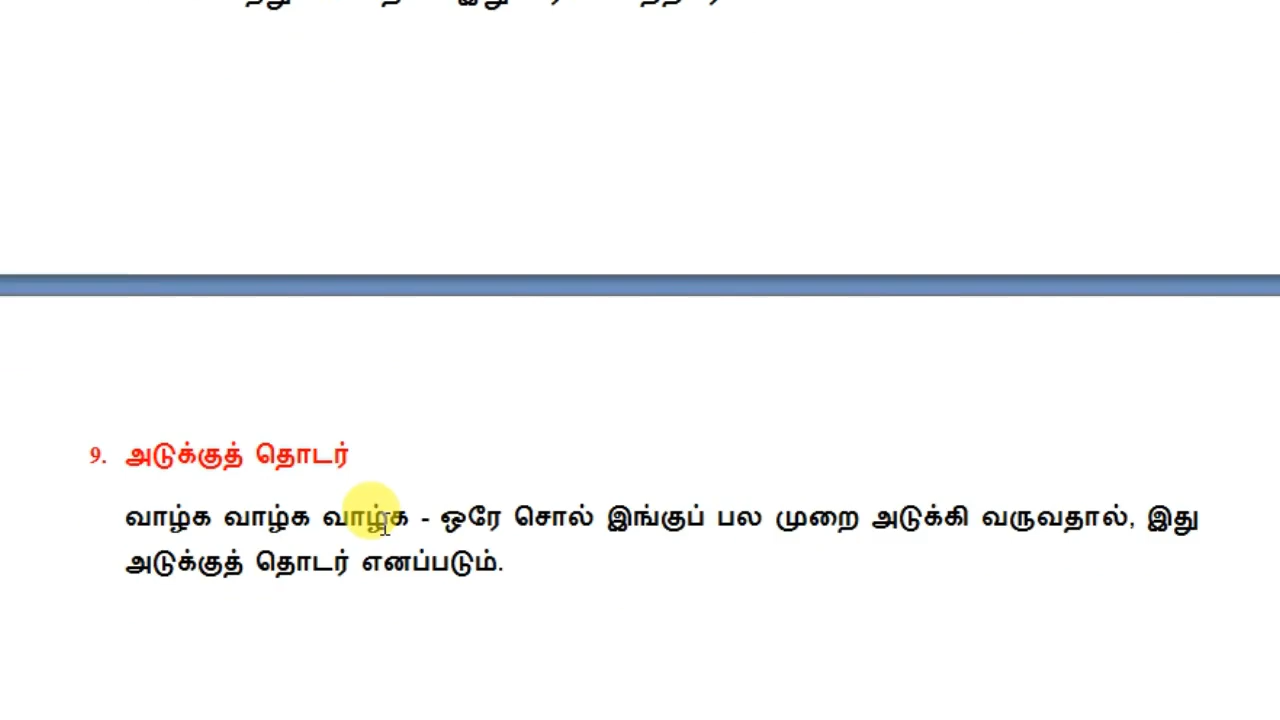 9. அடுக்குத் தொடர்
வாழ்க வாழ்க வாழ்க - ஒரே சொல் இங்குப் பல முறை அடுக்கி வருவதால், இது
அடுக்குத் தொடர் எனப்படும்.